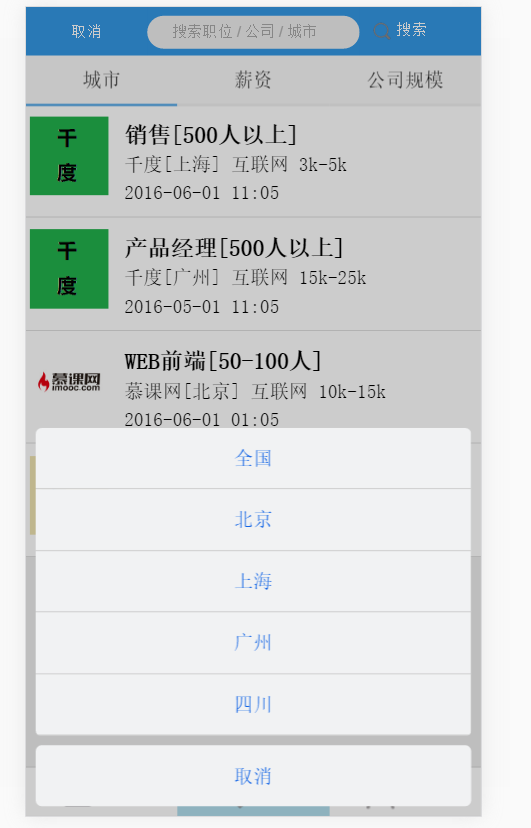 取消 搜索职位 / 公司 / 城市 搜索
城市 薪资 公司规模
千度
销售[500人以上]
千度[上海] 互联网 3k-5k
2016-06-01 11:05
千度
产品经理[500人以上]
千度[广州] 互联网 15k-25k
2016-05-01 11:05
慕课网
imooc.com
WEB前端[50-100人]
慕课网[北京] 互联网 10k-15k
2016-06-01 01:05
全国
北京
上海
广州
四川
取消